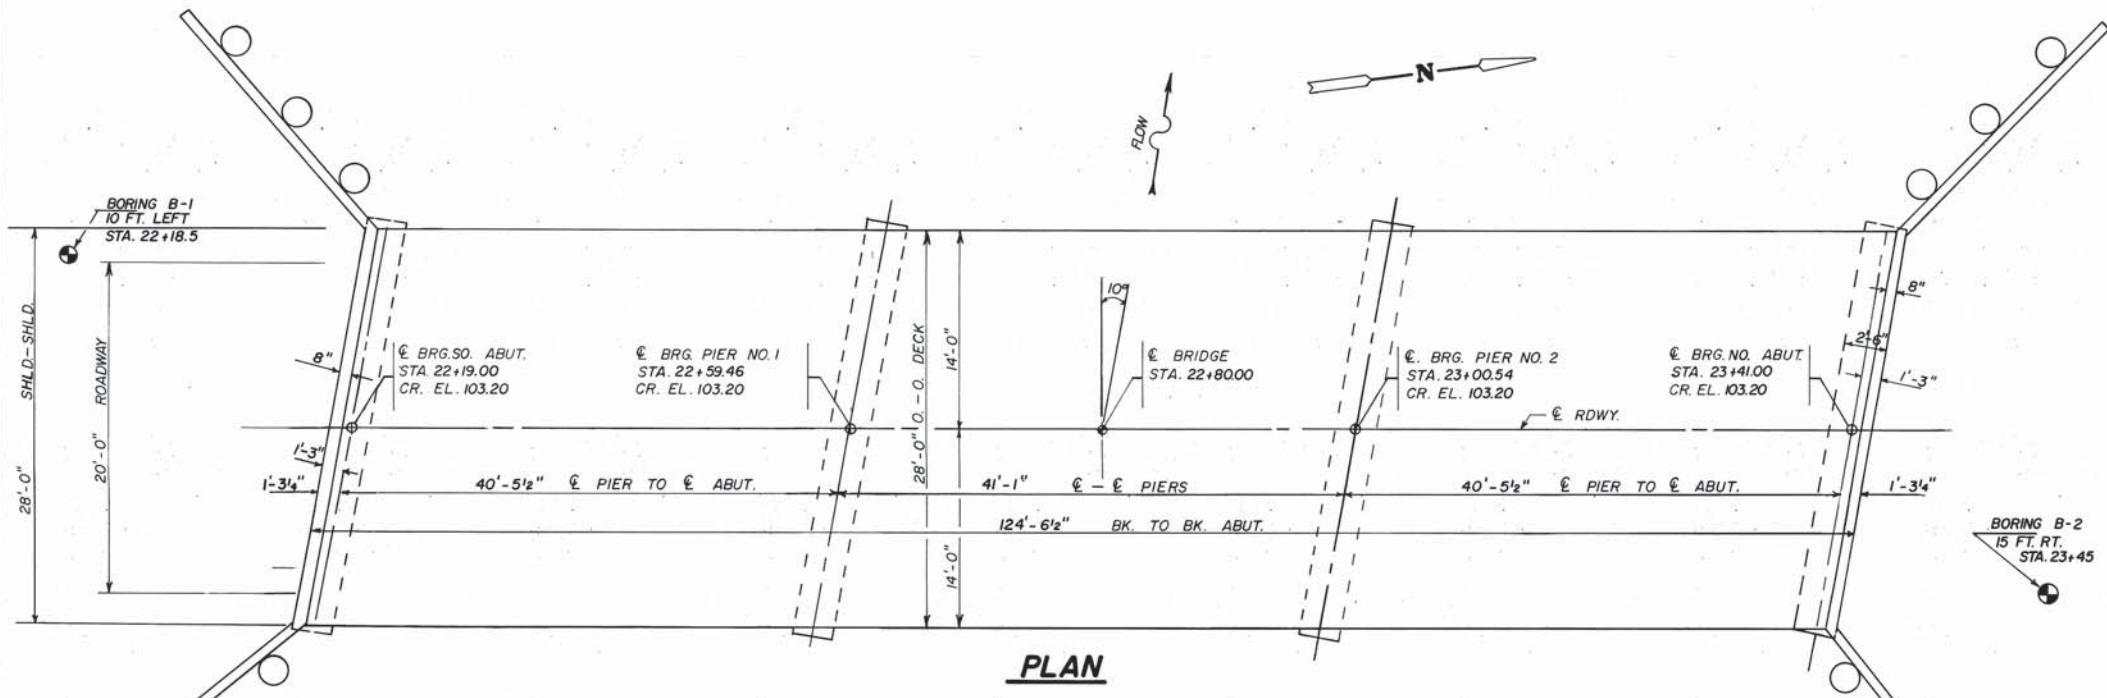 N
FLOW
BORING B-1
10 FT. LEFT
STA. 22+18.5
SHLD.-SHLD.
28'-0"
20'-0" ROADWAY
8"
℄ BRG.SO. ABUT.
STA. 22+19.00
CR. EL. 103.20
℄ BRG. PIER NO. 1
STA. 22+59.46
CR. EL. 103.20
28'-0" O.-O. DECK
14'-0"
14'-0"
10°
℄ BRIDGE
STA. 22+80.00
℄. BRG. PIER NO. 2
STA. 23+00.54
CR. EL. 103.20
℄ BRG. NO. ABUT.
STA. 23+41.00
CR. EL. 103.20
8"
2'-6"
1'-3"
℄ RDWY.
1'-3"
1'-3¼"
40'-5½" ℄ PIER TO ℄ ABUT.
41'-1" ℄ - ℄ PIERS
40'-5½" ℄ PIER TO ℄ ABUT.
1'-3¼"
124'-6½" BK. TO BK. ABUT.
BORING B-2
15 FT. RT.
STA. 23+45
PLAN